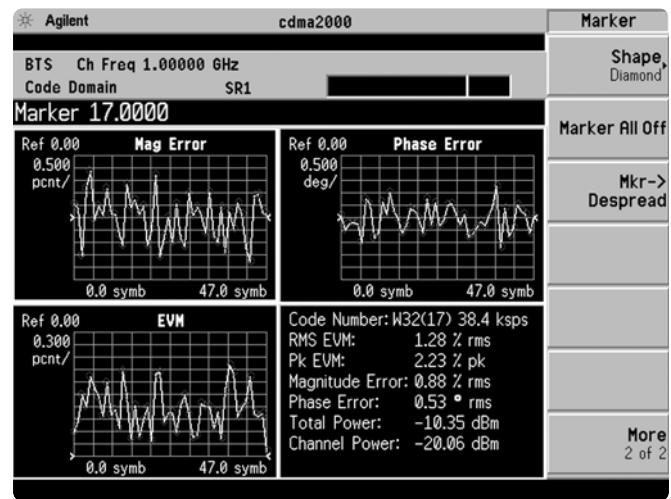 Agilent
cdma2000
Marker
BTS Ch Freq 1.00000 GHz
Code Domain SR1
Marker 17.0000
Shape
Diamond
Marker All Off
Mkr->
Despread
More
2 of 2
Ref 0.00 Mag Error
0.500
pcnt/
0.0 symb 47.0 symb
Ref 0.00 Phase Error
0.500
deg/
0.0 symb 47.0 symb
Ref 0.00 EVM
0.300
pcnt/
0.0 symb 47.0 symb
Code Number: W32(17) 38.4 ksps
RMS EVM: 1.28 % rms
Pk EVM: 2.23 % pk
Magnitude Error: 0.88 % rms
Phase Error: 0.53 ° rms
Total Power: -10.35 dBm
Channel Power: -20.06 dBm